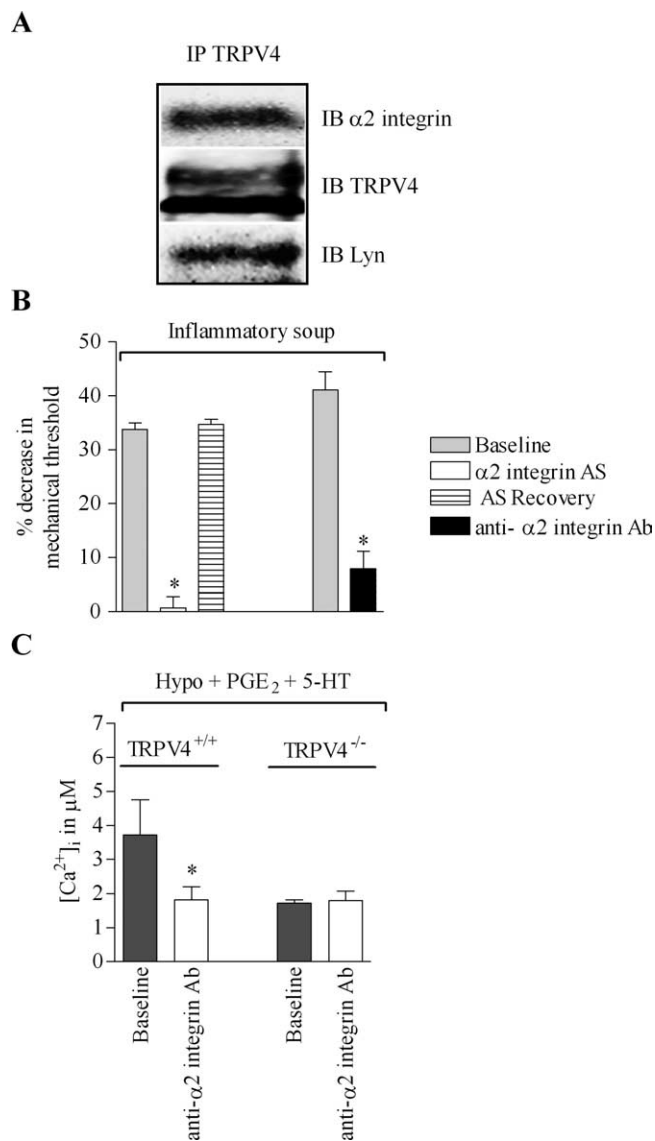 A
IP TRPV4
IB α2 integrin
IB TRPV4
IB Lyn
B
Inflammatory soup
% decrease in
mechanical threshold
50
40
30
20
10
0
*
*
Baseline
α2 integrin AS
AS Recovery
anti- α2 integrin Ab
C
Hypo + PGE₂ + 5-HT
TRPV4⁺/⁺
TRPV4⁻/⁻
[Ca²⁺]ᵢ in μM
7
6
5
4
3
2
1
0
*
Baseline
anti-α2 integrin Ab
Baseline
anti-α2 integrin Ab